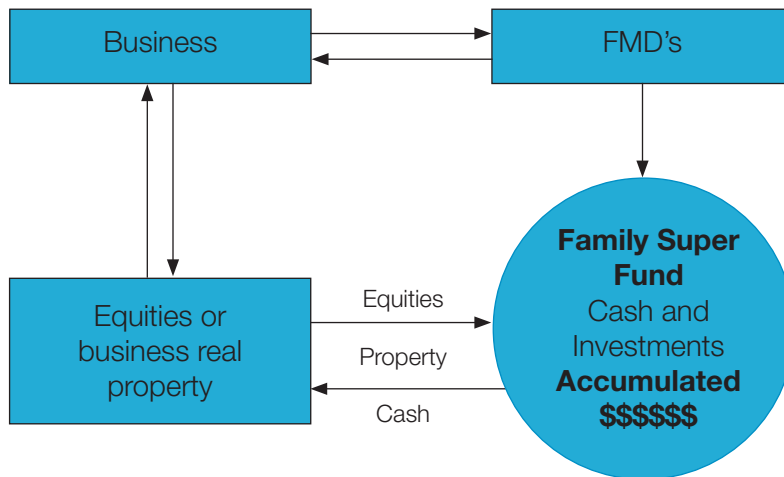 Business
FMD's
Equities or
business real
property
Equities
Property
Cash
Family Super
Fund
Cash and
Investments
Accumulated
$$$$$$